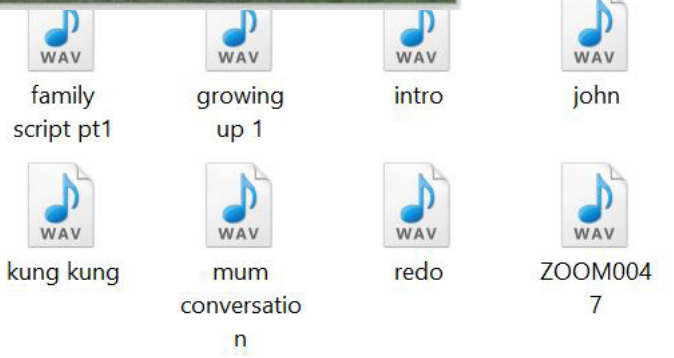 WAV WAV WAV WAV
family growing intro john
script pt1 up 1
WAV WAV WAV WAV
kung kung mum redo ZOOM004
conversatio 7
n